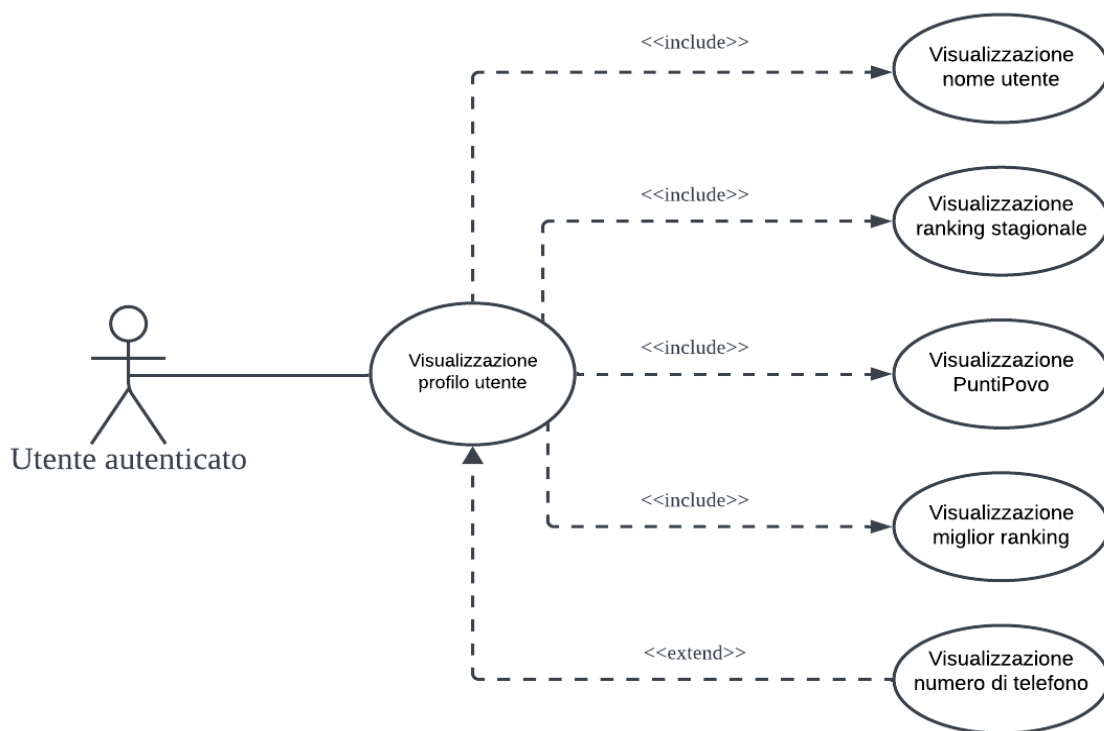 <<include>>
Visualizzazione
nome utente
<<include>>
Visualizzazione
ranking stagionale
<<include>>
Visualizzazione
PuntiPovo
Visualizzazione
profilo utente
Utente autenticato
<<include>>
Visualizzazione
miglior ranking
<<extend>>
Visualizzazione
numero di telefono